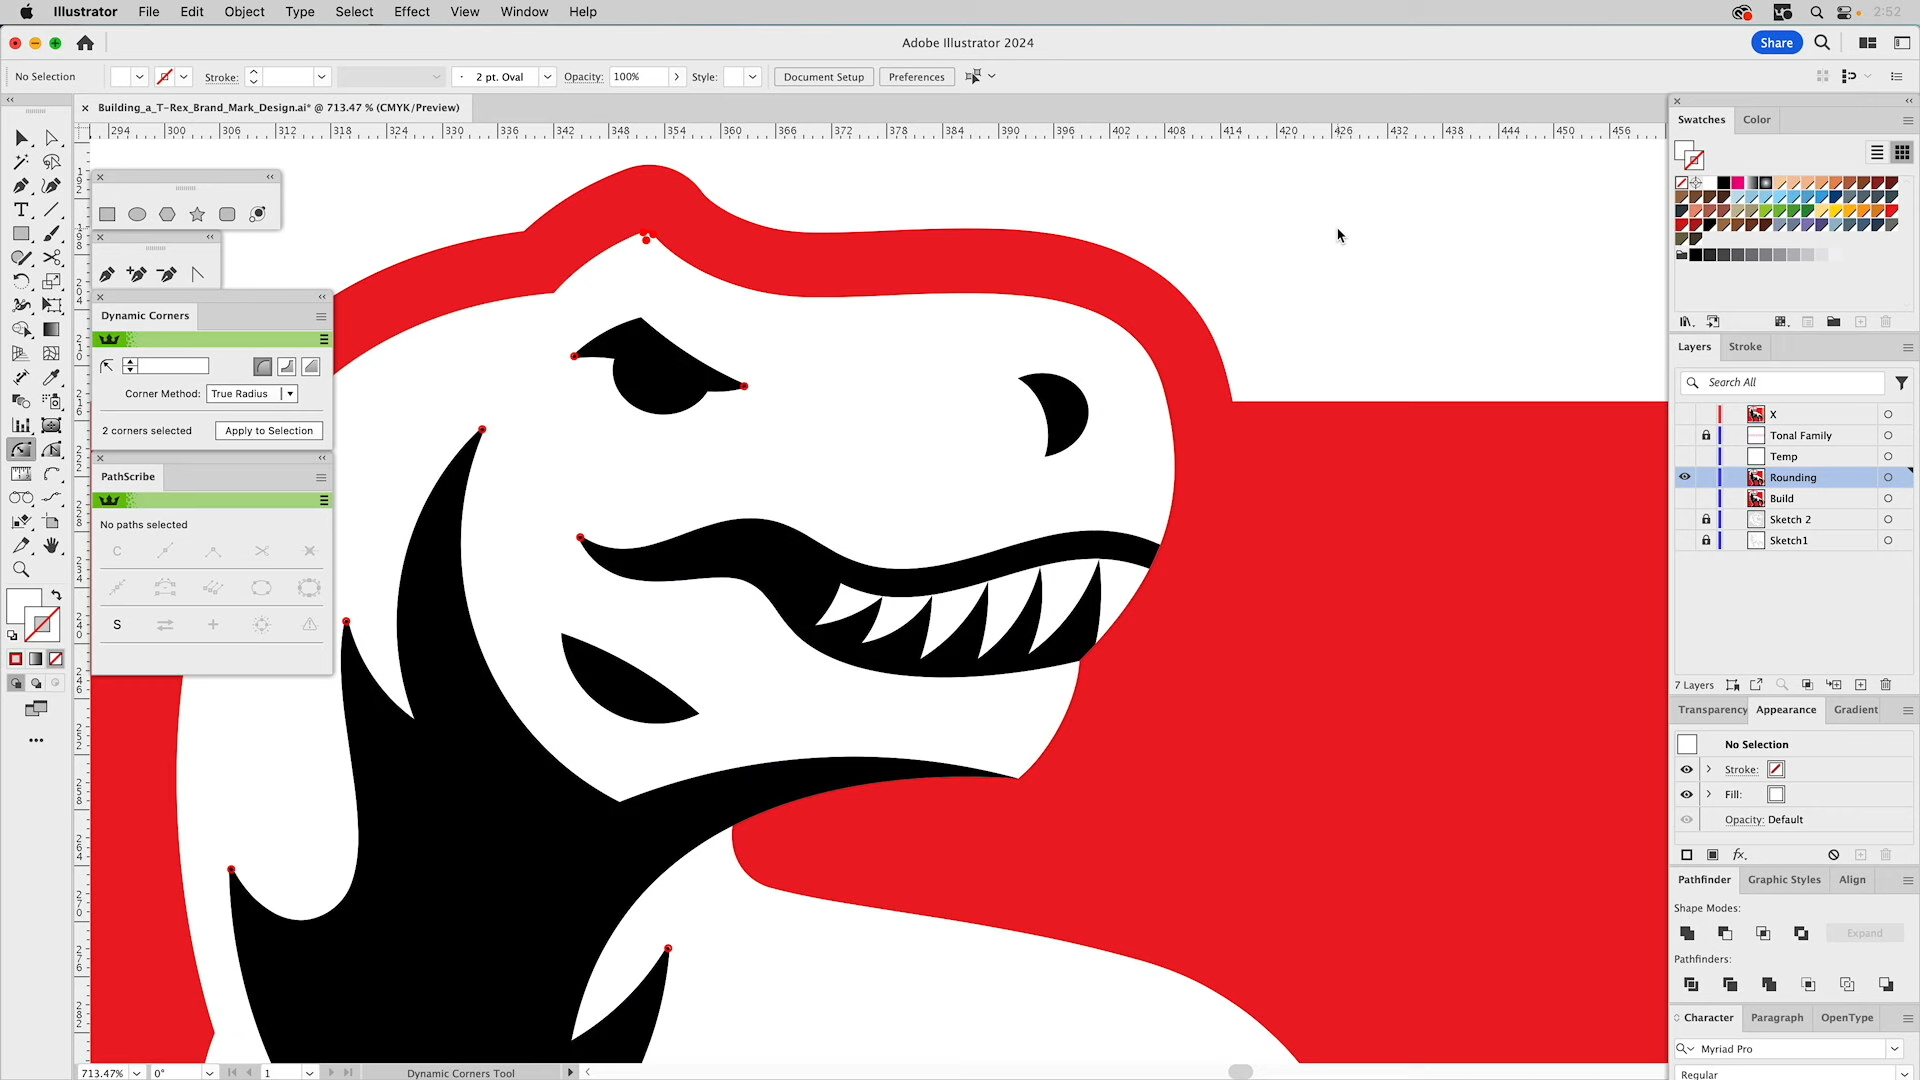 Illustrator File Edit Object Type Select Effect View Window Help 2:52
Adobe Illustrator 2024 Share
No Selection Stroke: 2 pt. Oval Opacity: 100% Style: Document Setup Preferences
Building_a_T-Rex_Brand_Mark_Design.ai* @ 713.47 % (CMYK/Preview)
294 300 306 312 318 324 330 336 342 348 354 360 366 372 378 384 390 396 402 408 414 420 426 432 438 444 450 456
Swatches Color
Dynamic Corners
Corner Method: True Radius
2 corners selected Apply to Selection
PathScribe
No paths selected
C
S
Layers Stroke
Search All
X
Tonal Family
Temp
Rounding
Build
Sketch 2
Sketch1
7 Layers
Transparency Appearance Gradient
No Selection
Stroke:
Fill:
Opacity: Default
fx.
Pathfinder Graphic Styles Align
Shape Modes:
Expand
Pathfinders:
Character Paragraph OpenType
Myriad Pro
Regular
713.47% 0° 1 Dynamic Corners Tool